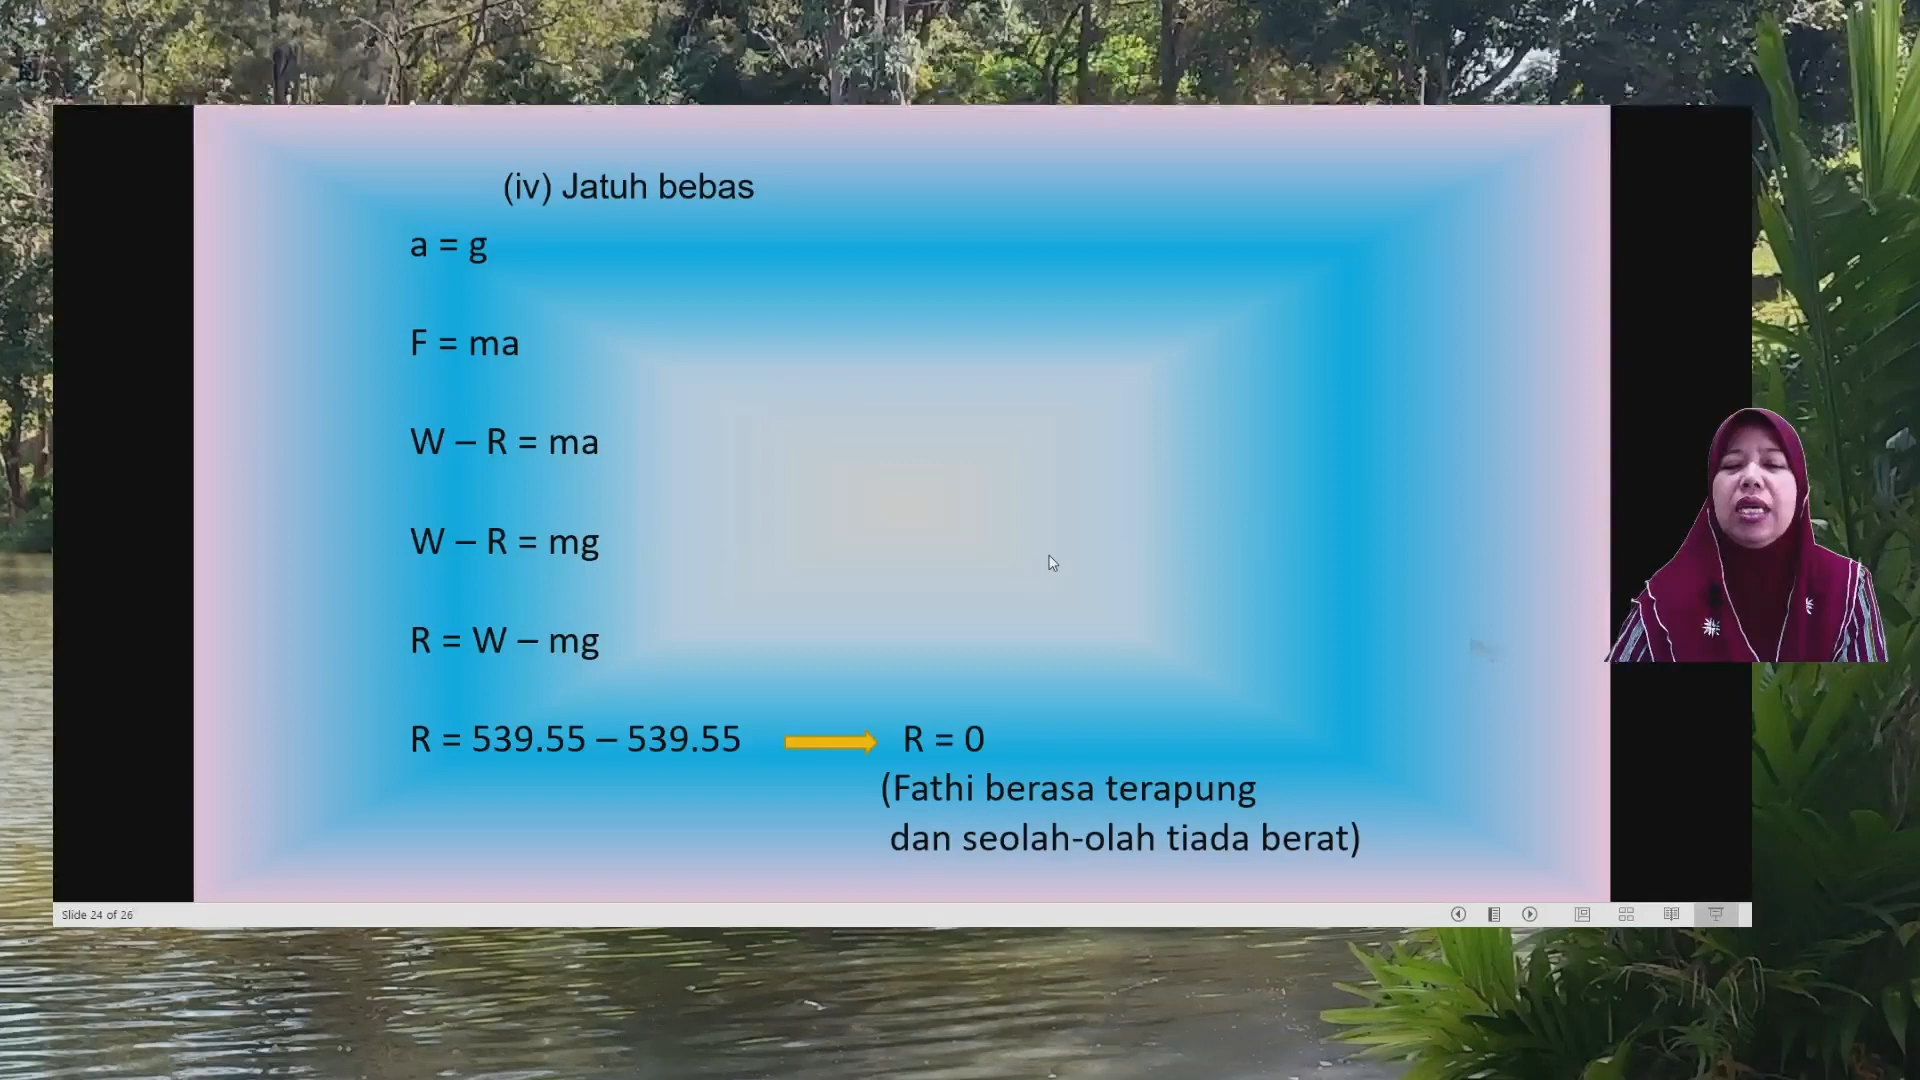 (iv) Jatuh bebas
a = g
F = ma
W – R = ma
W – R = mg
R = W – mg
R = 539.55 – 539.55 R = 0
(Fathi berasa terapung
dan seolah-olah tiada berat)
Slide 24 of 26